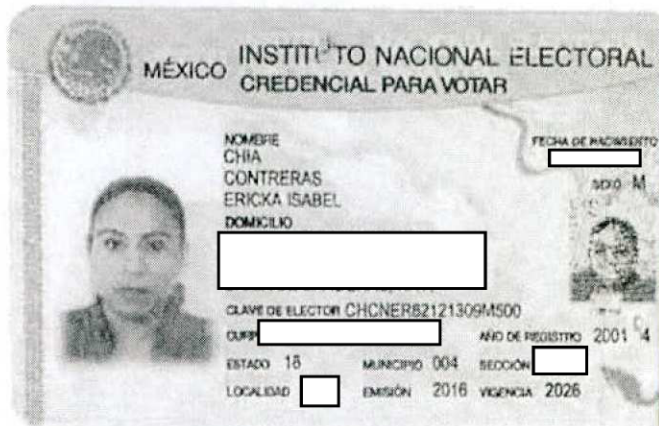 MÉXICO INSTITUTO NACIONAL ELECTORAL
CREDENCIAL PARA VOTAR
NOMBRE FECHA DE NACIMIENTO
CHIA
CONTRERAS SEXO M
ERICKA ISABEL
DOMICILIO
CLAVE DE ELECTOR CHCNER82121309M500
CURP AÑO DE REGISTRO 2001
ESTADO 18 MUNICIPIO 004 SECCIÓN
LOCALIDAD EMISIÓN 2016 VIGENCIA 2026